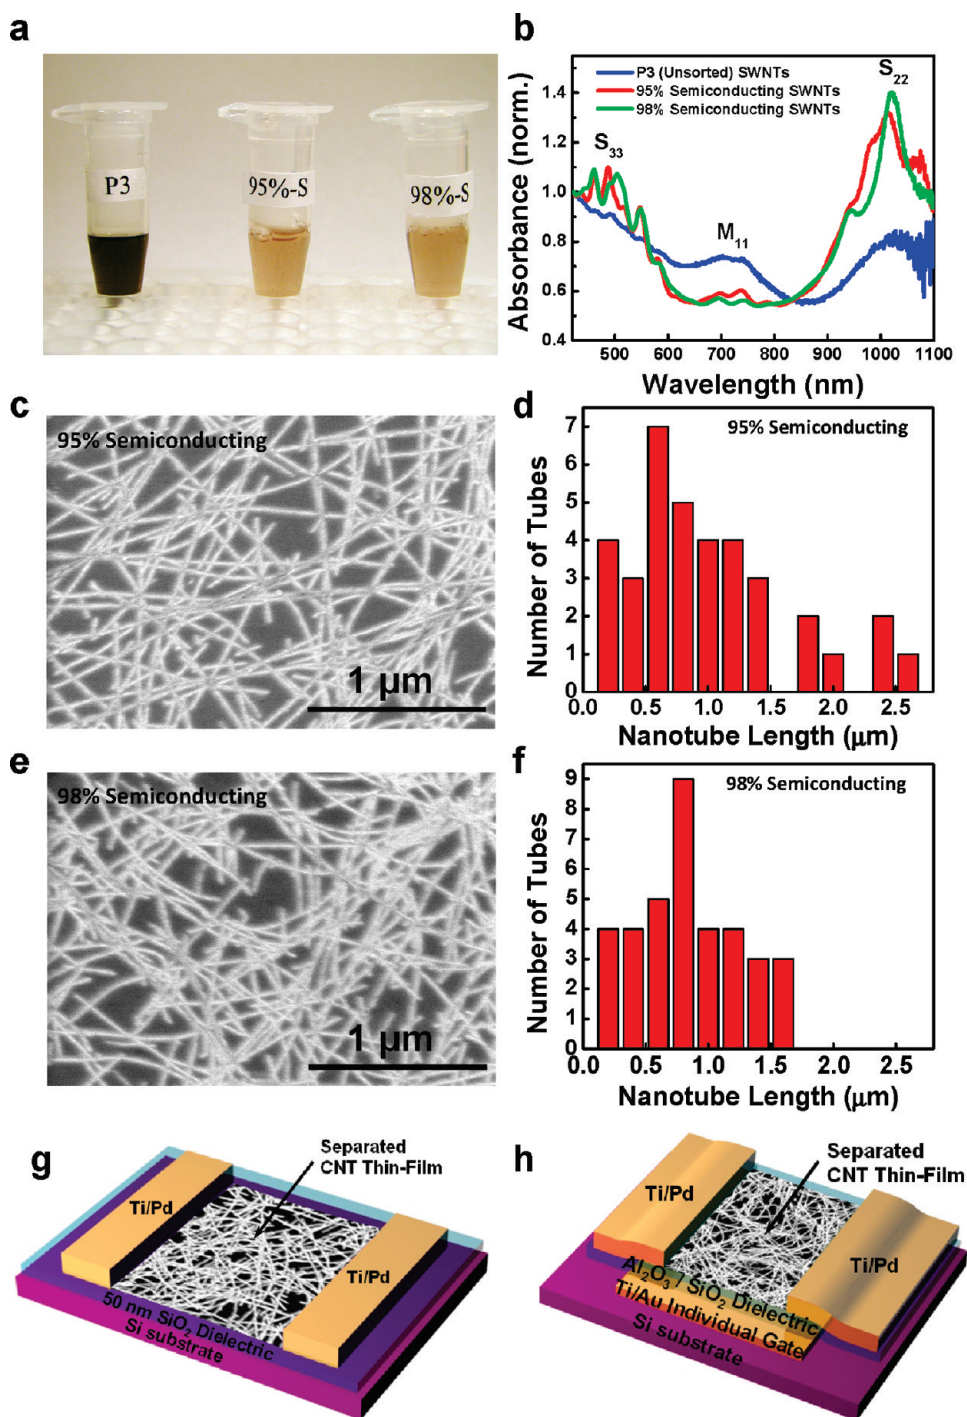 a
P3
95%-S
98%-S
b
P3 (Unsorted) SWNTs
95% Semiconducting SWNTs
98% Semiconducting SWNTs
S22
S33
M11
Absorbance (norm.)
1.4
1.2
1.0
0.8
0.6
0.4
500 600 700 800 900 1000 1100
Wavelength (nm)
c
95% Semiconducting
1 μm
d
95% Semiconducting
Number of Tubes
7
6
5
4
3
2
1
0
0.0 0.5 1.0 1.5 2.0 2.5
Nanotube Length (μm)
e
98% Semiconducting
1 μm
f
98% Semiconducting
Number of Tubes
9
8
7
6
5
4
3
2
1
0
0.0 0.5 1.0 1.5 2.0 2.5
Nanotube Length (μm)
g
Separated
CNT Thin-Film
Ti/Pd
Ti/Pd
50 nm SiO2 Dielectric
Si substrate
h
Separated
CNT Thin-Film
Ti/Pd
Ti/Pd
Al2O3 / SiO2 Dielectric
Ti/Au Individual Gate
Si substrate